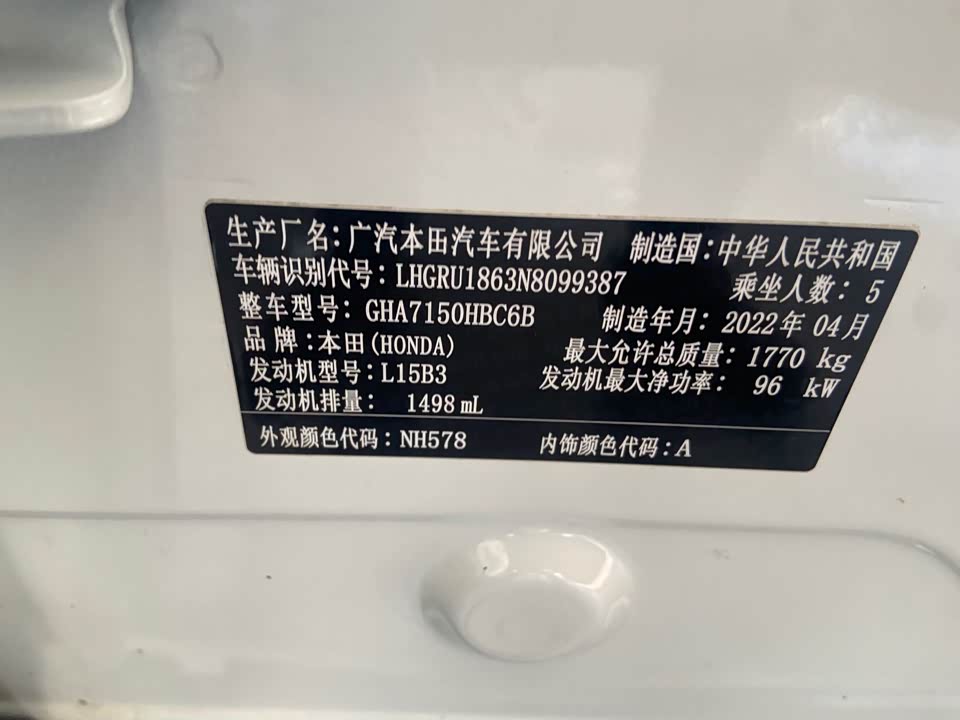 生产厂名：广汽本田汽车有限公司 制造国：中华人民共和国
车辆识别代号：LHGRU1863N8099387 乘坐人数：5
整车型号：GHA7150HBC6B 制造年月：2022年 04月
品牌：本田(HONDA) 最大允许总质量：1770 kg
发动机型号：L15B3 发动机最大净功率：96 kW
发动机排量：1498 mL
外观颜色代码：NH578 内饰颜色代码：A